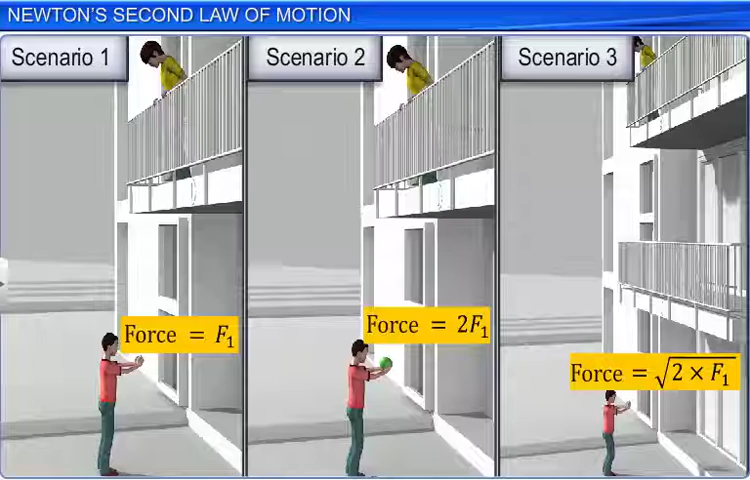 NEWTON'S SECOND LAW OF MOTION
Scenario 1
Scenario 2
Scenario 3
Force = F₁
Force = 2F₁
Force = √(2 × F₁)